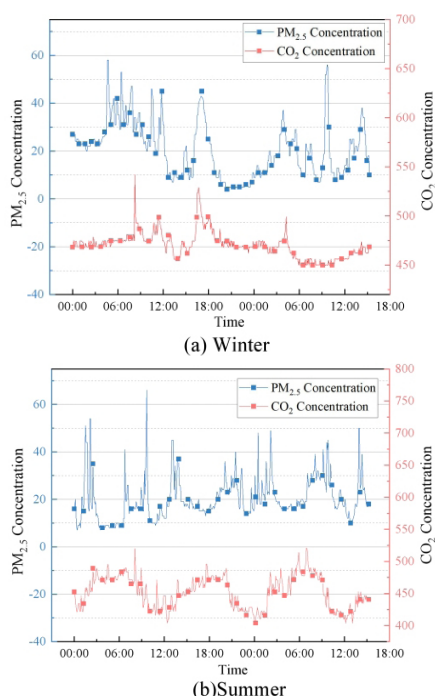 700
PM2.5 Concentration
CO2 Concentration
60
650
40
600
20
550
0
500
-20
450
-40
400
PM2.5 Concentration
CO2 Concentration
00:00 06:00 12:00 18:00 00:00 06:00 12:00 18:00
Time
(a) Winter
800
PM2.5 Concentration
CO2 Concentration
750
60
700
40
650
600
20
550
0
500
-20
450
400
-40
PM2.5 Concentration
CO2 Concentration
00:00 06:00 12:00 18:00 00:00 06:00 12:00 18:00
Time
(b)Summer